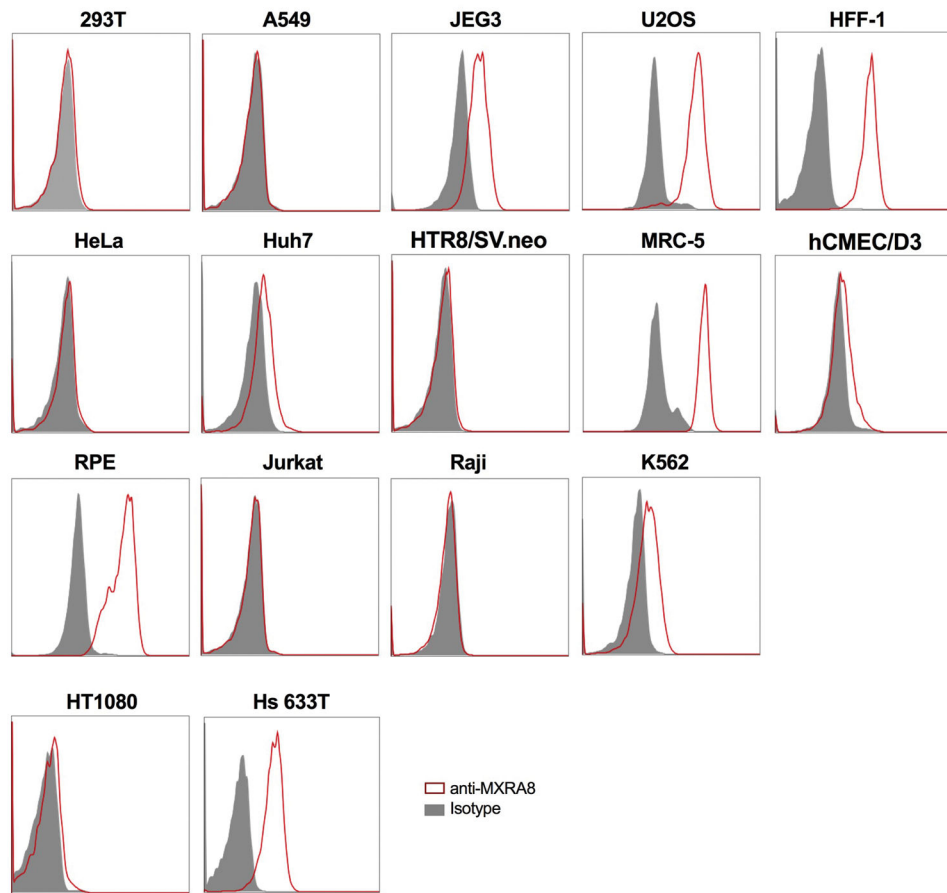 293T A549 JEG3 U2OS HFF-1
HeLa Huh7 HTR8/SV.neo MRC-5 hCMEC/D3
RPE Jurkat Raji K562
HT1080 Hs 633T
anti-MXRA8
Isotype